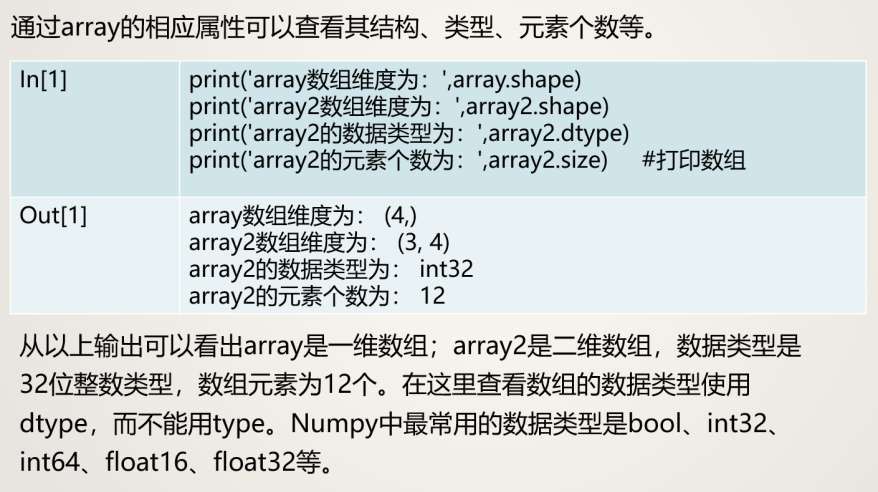 通过array的相应属性可以查看其结构、类型、元素个数等。
In[1]
print('array数组维度为：',array.shape)
print('array2数组维度为：',array2.shape)
print('array2的数据类型为：',array2.dtype)
print('array2的元素个数为：',array2.size) #打印数组
Out[1]
array数组维度为： (4,)
array2数组维度为： (3, 4)
array2的数据类型为： int32
array2的元素个数为： 12
从以上输出可以看出array是一维数组；array2是二维数组，数据类型是
32位整数类型，数组元素为12个。在这里查看数组的数据类型使用
dtype，而不能用type。Numpy中最常用的数据类型是bool、int32、
int64、float16、float32等。